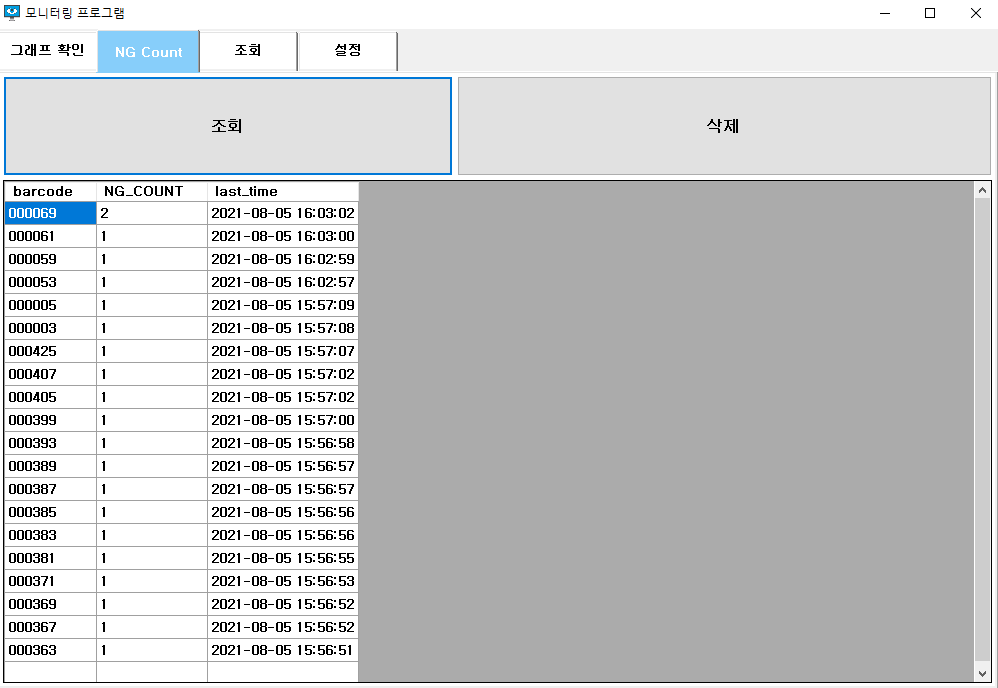 모니터링 프로그램
그래프 확인 NG Count 조회 설정
조회 삭제
barcode NG_COUNT last_time
000069 2 2021-08-05 16:03:02
000061 1 2021-08-05 16:03:00
000059 1 2021-08-05 16:02:59
000053 1 2021-08-05 16:02:57
000005 1 2021-08-05 15:57:09
000003 1 2021-08-05 15:57:08
000425 1 2021-08-05 15:57:07
000407 1 2021-08-05 15:57:02
000405 1 2021-08-05 15:57:02
000399 1 2021-08-05 15:57:00
000393 1 2021-08-05 15:56:58
000389 1 2021-08-05 15:56:57
000387 1 2021-08-05 15:56:57
000385 1 2021-08-05 15:56:56
000383 1 2021-08-05 15:56:56
000381 1 2021-08-05 15:56:55
000371 1 2021-08-05 15:56:53
000369 1 2021-08-05 15:56:52
000367 1 2021-08-05 15:56:52
000363 1 2021-08-05 15:56:51